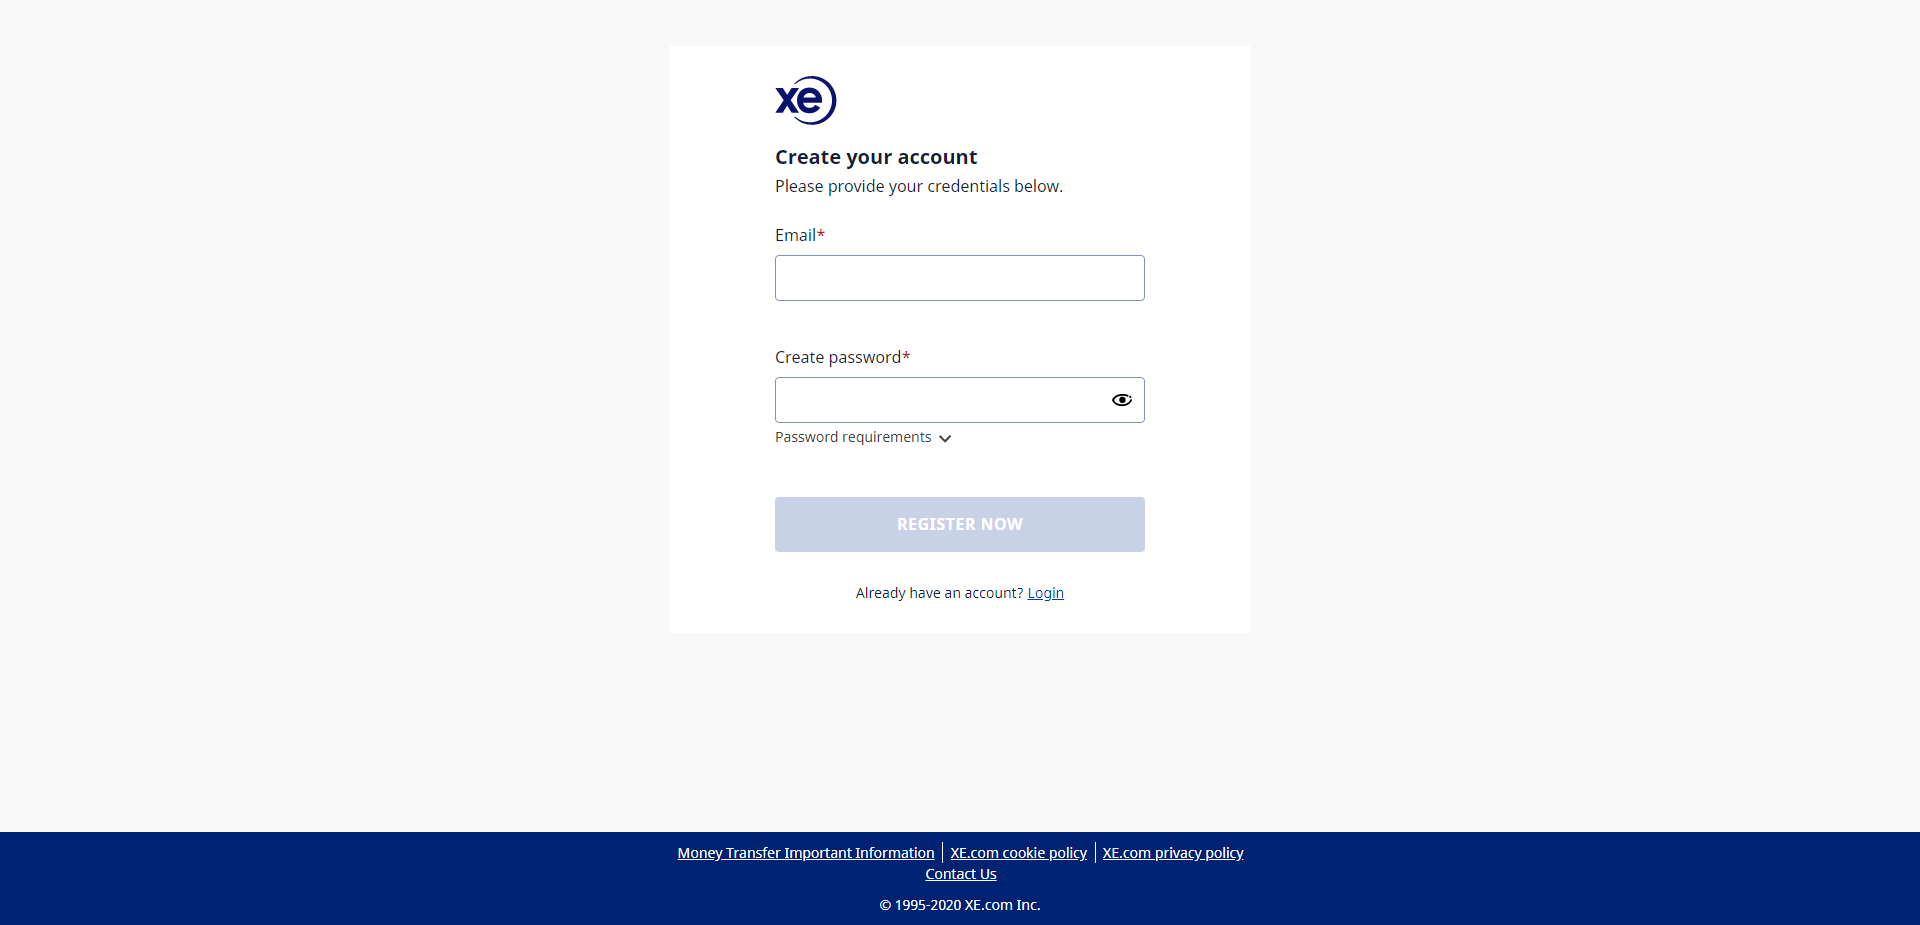 xe
Create your account
Please provide your credentials below.
Email*
Create password*
Password requirements
REGISTER NOW
Already have an account? Login
Money Transfer Important Information XE.com cookie policy XE.com privacy policy
Contact Us
© 1995-2020 XE.com Inc.